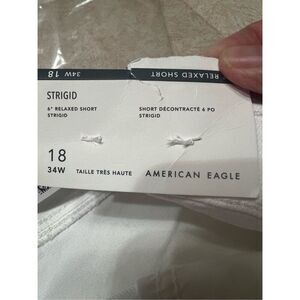 34W 18
RELAXED SHORT
STRIGID
6" RELAXED SHORT
STRIGID
SHORT DÉCONTRACTÉ 6 PO
STRIGID
18
34W
TAILLE TRÈS HAUTE
AMERICAN EAGLE